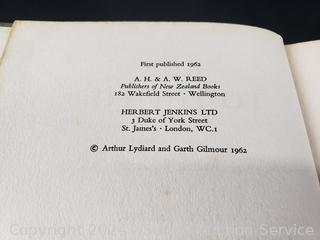 First published 1962
A. H. & A. W. REED
Publishers of New Zealand Books
182 Wakefield Street · Wellington
HERBERT JENKINS LTD
3 Duke of York Street
St. James's · London, WC.1
© Arthur Lydiard and Garth Gilmour 1962